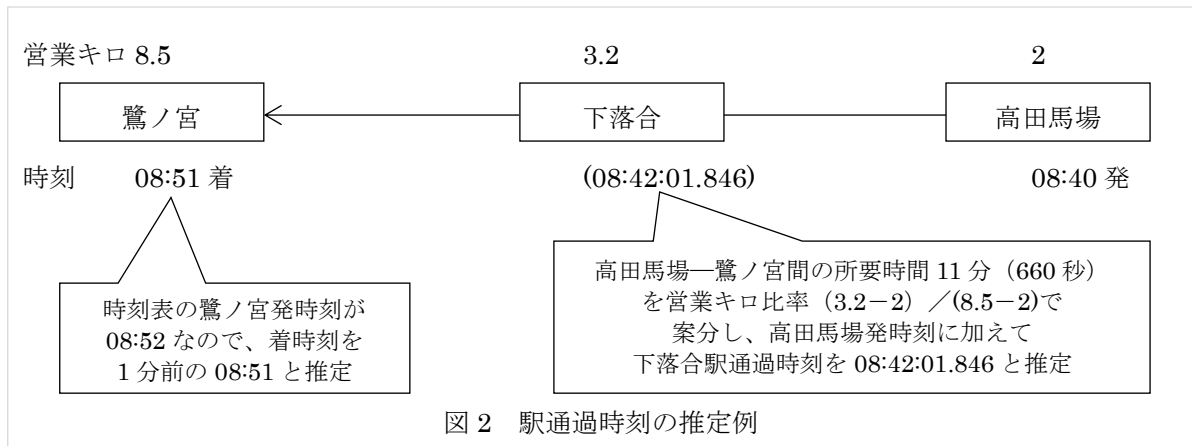 営業キロ 8.5 3.2 2
鷺ノ宮 下落合 高田馬場
時刻 08:51 着 (08:42:01.846) 08:40 発
時刻表の鷺ノ宮発時刻が
08:52 なので、着時刻を
1 分前の 08:51 と推定
高田馬場―鷺ノ宮間の所要時間 11 分（660 秒）
を営業キロ比率（3.2－2）／(8.5－2)で
案分し、高田馬場発時刻に加えて
下落合駅通過時刻を 08:42:01.846 と推定
図 2 駅通過時刻の推定例